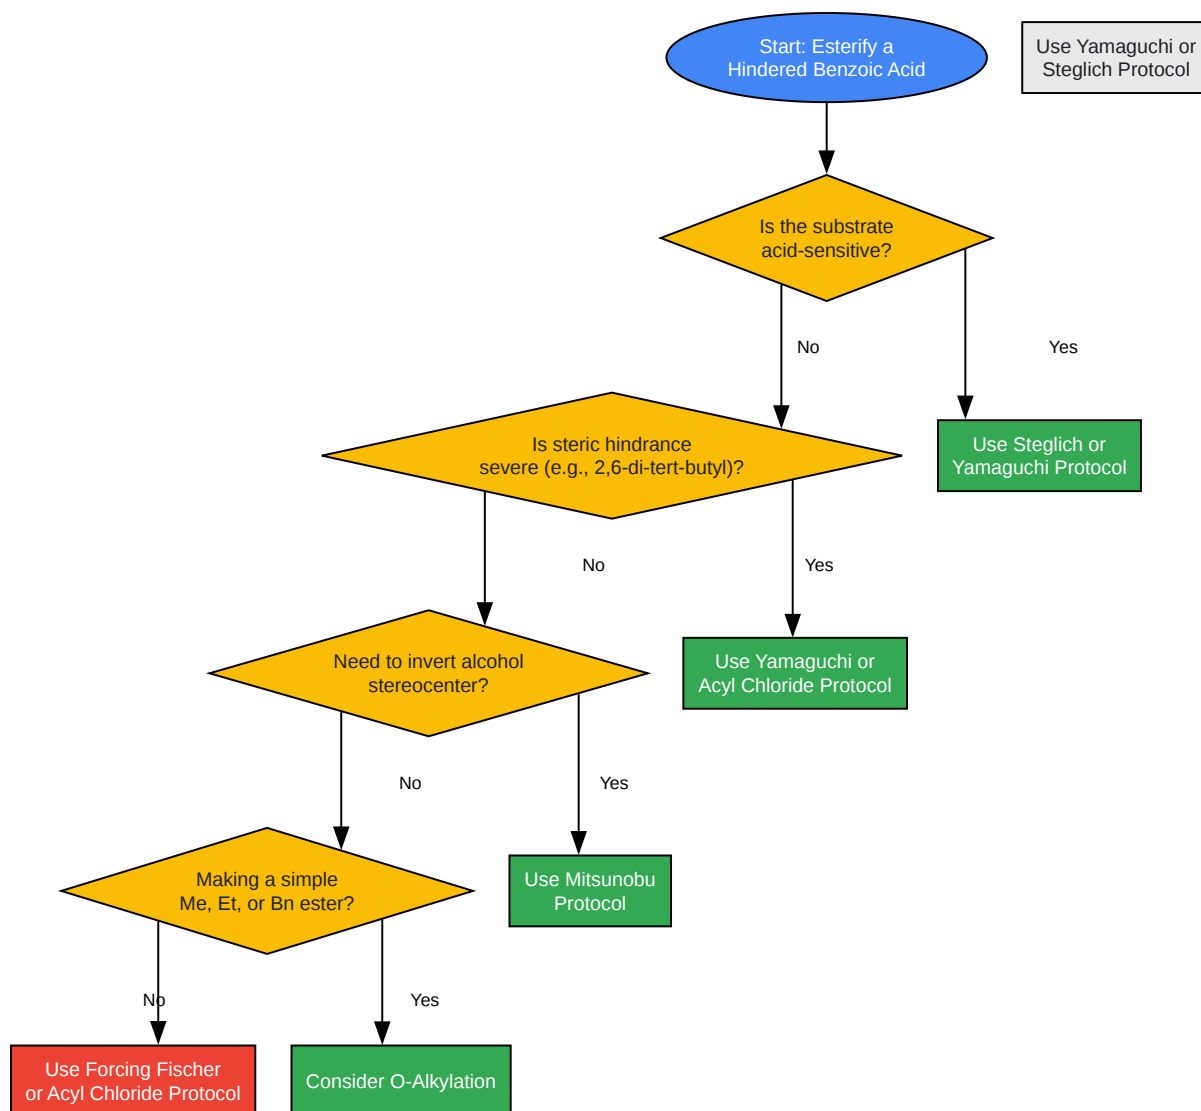 Start: Esterify a
Hindered Benzoic Acid
Use Yamaguchi or
Steglich Protocol
Is the substrate
acid-sensitive?
No
Yes
Is steric hindrance
severe (e.g., 2,6-di-tert-butyl)?
Use Steglich or
Yamaguchi Protocol
No
Yes
Need to invert alcohol
stereocenter?
Use Yamaguchi or
Acyl Chloride Protocol
No
Yes
Making a simple
Me, Et, or Bn ester?
Use Mitsunobu
Protocol
No
Yes
Use Forcing Fischer
or Acyl Chloride Protocol
Consider O-Alkylation